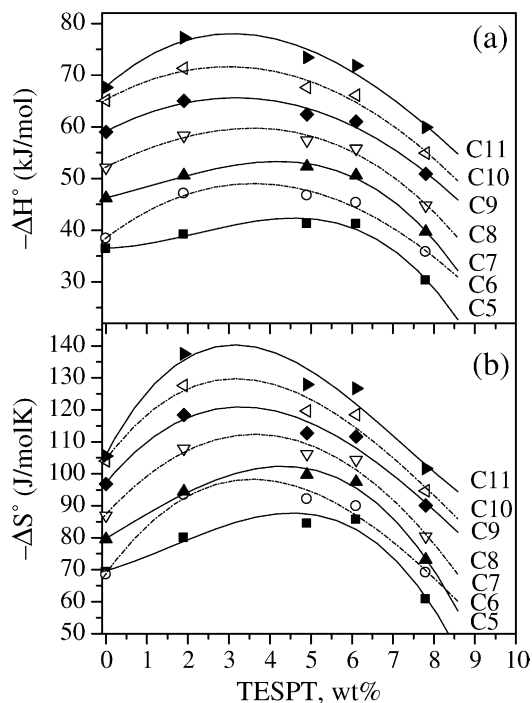 80
70
60
50
40
30
−ΔH° (kJ/mol)
(a)
C11
C10
C9
C8
C7
C6
C5
140
130
120
110
100
90
80
70
60
50
−ΔS° (J/molK)
(b)
C11
C10
C9
C8
C7
C6
C5
0 1 2 3 4 5 6 7 8 9 10
TESPT, wt%